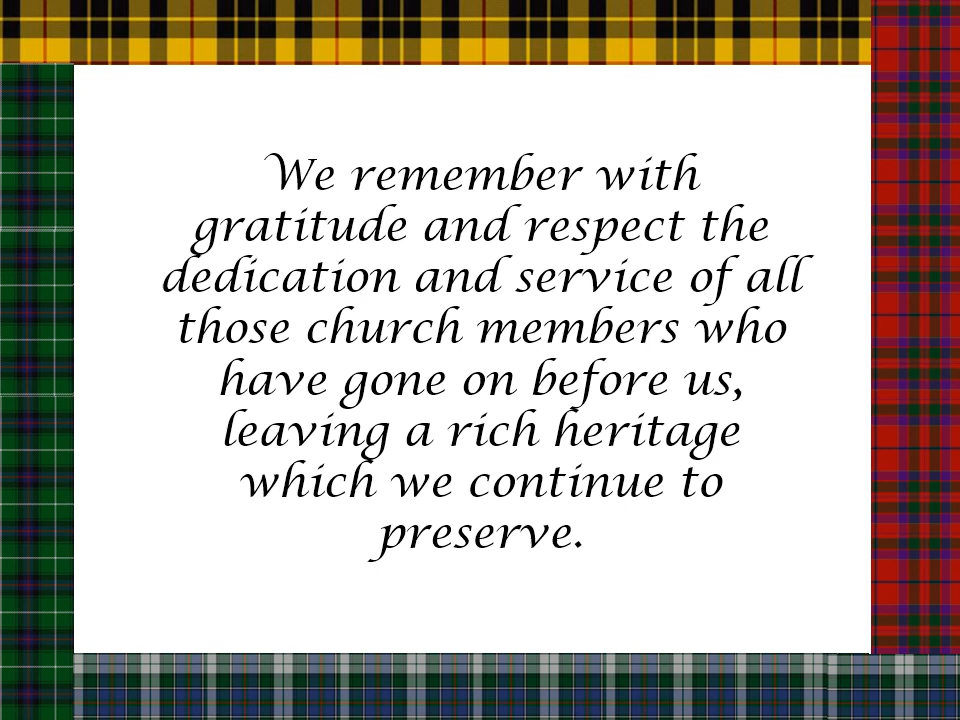 We remember with
gratitude and respect the
dedication and service of all
those church members who
have gone on before us,
leaving a rich heritage
which we continue to
preserve.